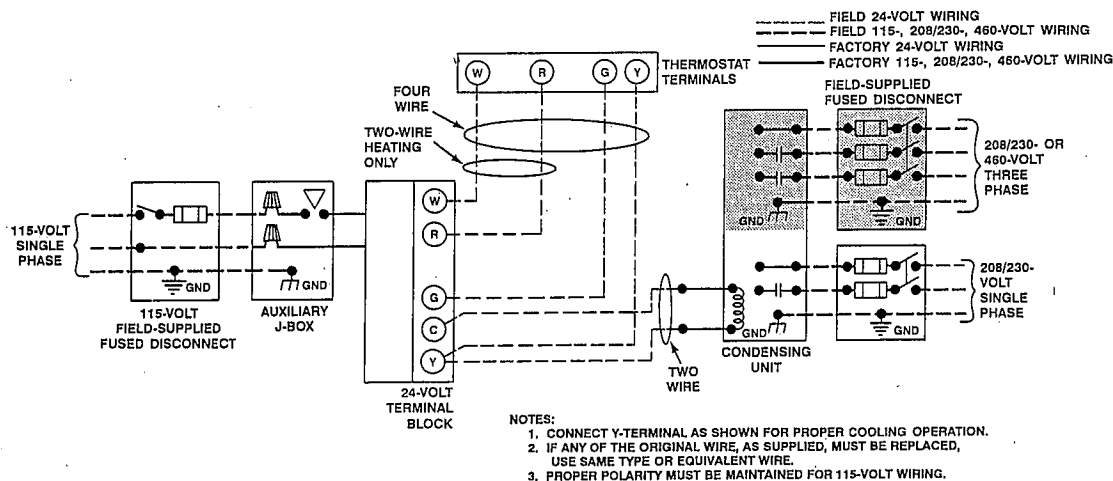 FIELD 24-VOLT WIRING
FIELD 115-, 208/230-, 460-VOLT WIRING
FACTORY 24-VOLT WIRING
FACTORY 115-, 208/230-, 460-VOLT WIRING
W
R
G
Y
THERMOSTAT
TERMINALS
FOUR
WIRE
TWO-WIRE
HEATING
ONLY
FIELD-SUPPLIED
FUSED DISCONNECT
208/230- OR
460-VOLT
THREE
PHASE
GND
GND
115-VOLT
SINGLE
PHASE
GND
GND
115-VOLT
FIELD-SUPPLIED
FUSED DISCONNECT
AUXILIARY
J-BOX
W
R
G
C
Y
24-VOLT
TERMINAL
BLOCK
TWO
WIRE
GND
CONDENSING
UNIT
GND
208/230-
VOLT
SINGLE
PHASE
NOTES:
1. CONNECT Y-TERMINAL AS SHOWN FOR PROPER COOLING OPERATION.
2. IF ANY OF THE ORIGINAL WIRE, AS SUPPLIED, MUST BE REPLACED,
USE SAME TYPE OR EQUIVALENT WIRE.
3. PROPER POLARITY MUST BE MAINTAINED FOR 115-VOLT WIRING.